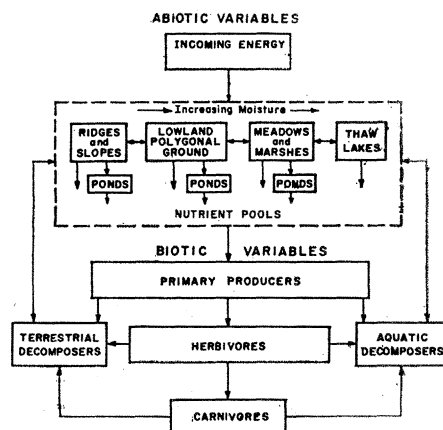 ABIOTIC VARIABLES
INCOMING ENERGY
Increasing Moisture
RIDGES
and
SLOPES
LOWLAND
POLYGONAL
GROUND
MEADOWS
and
MARSHES
THAW
LAKES
PONDS
PONDS
PONDS
NUTRIENT POOLS
BIOTIC VARIABLES
PRIMARY PRODUCERS
TERRESTRIAL
DECOMPOSERS
HERBIVORES
AQUATIC
DECOMPOSERS
CARNIVORES